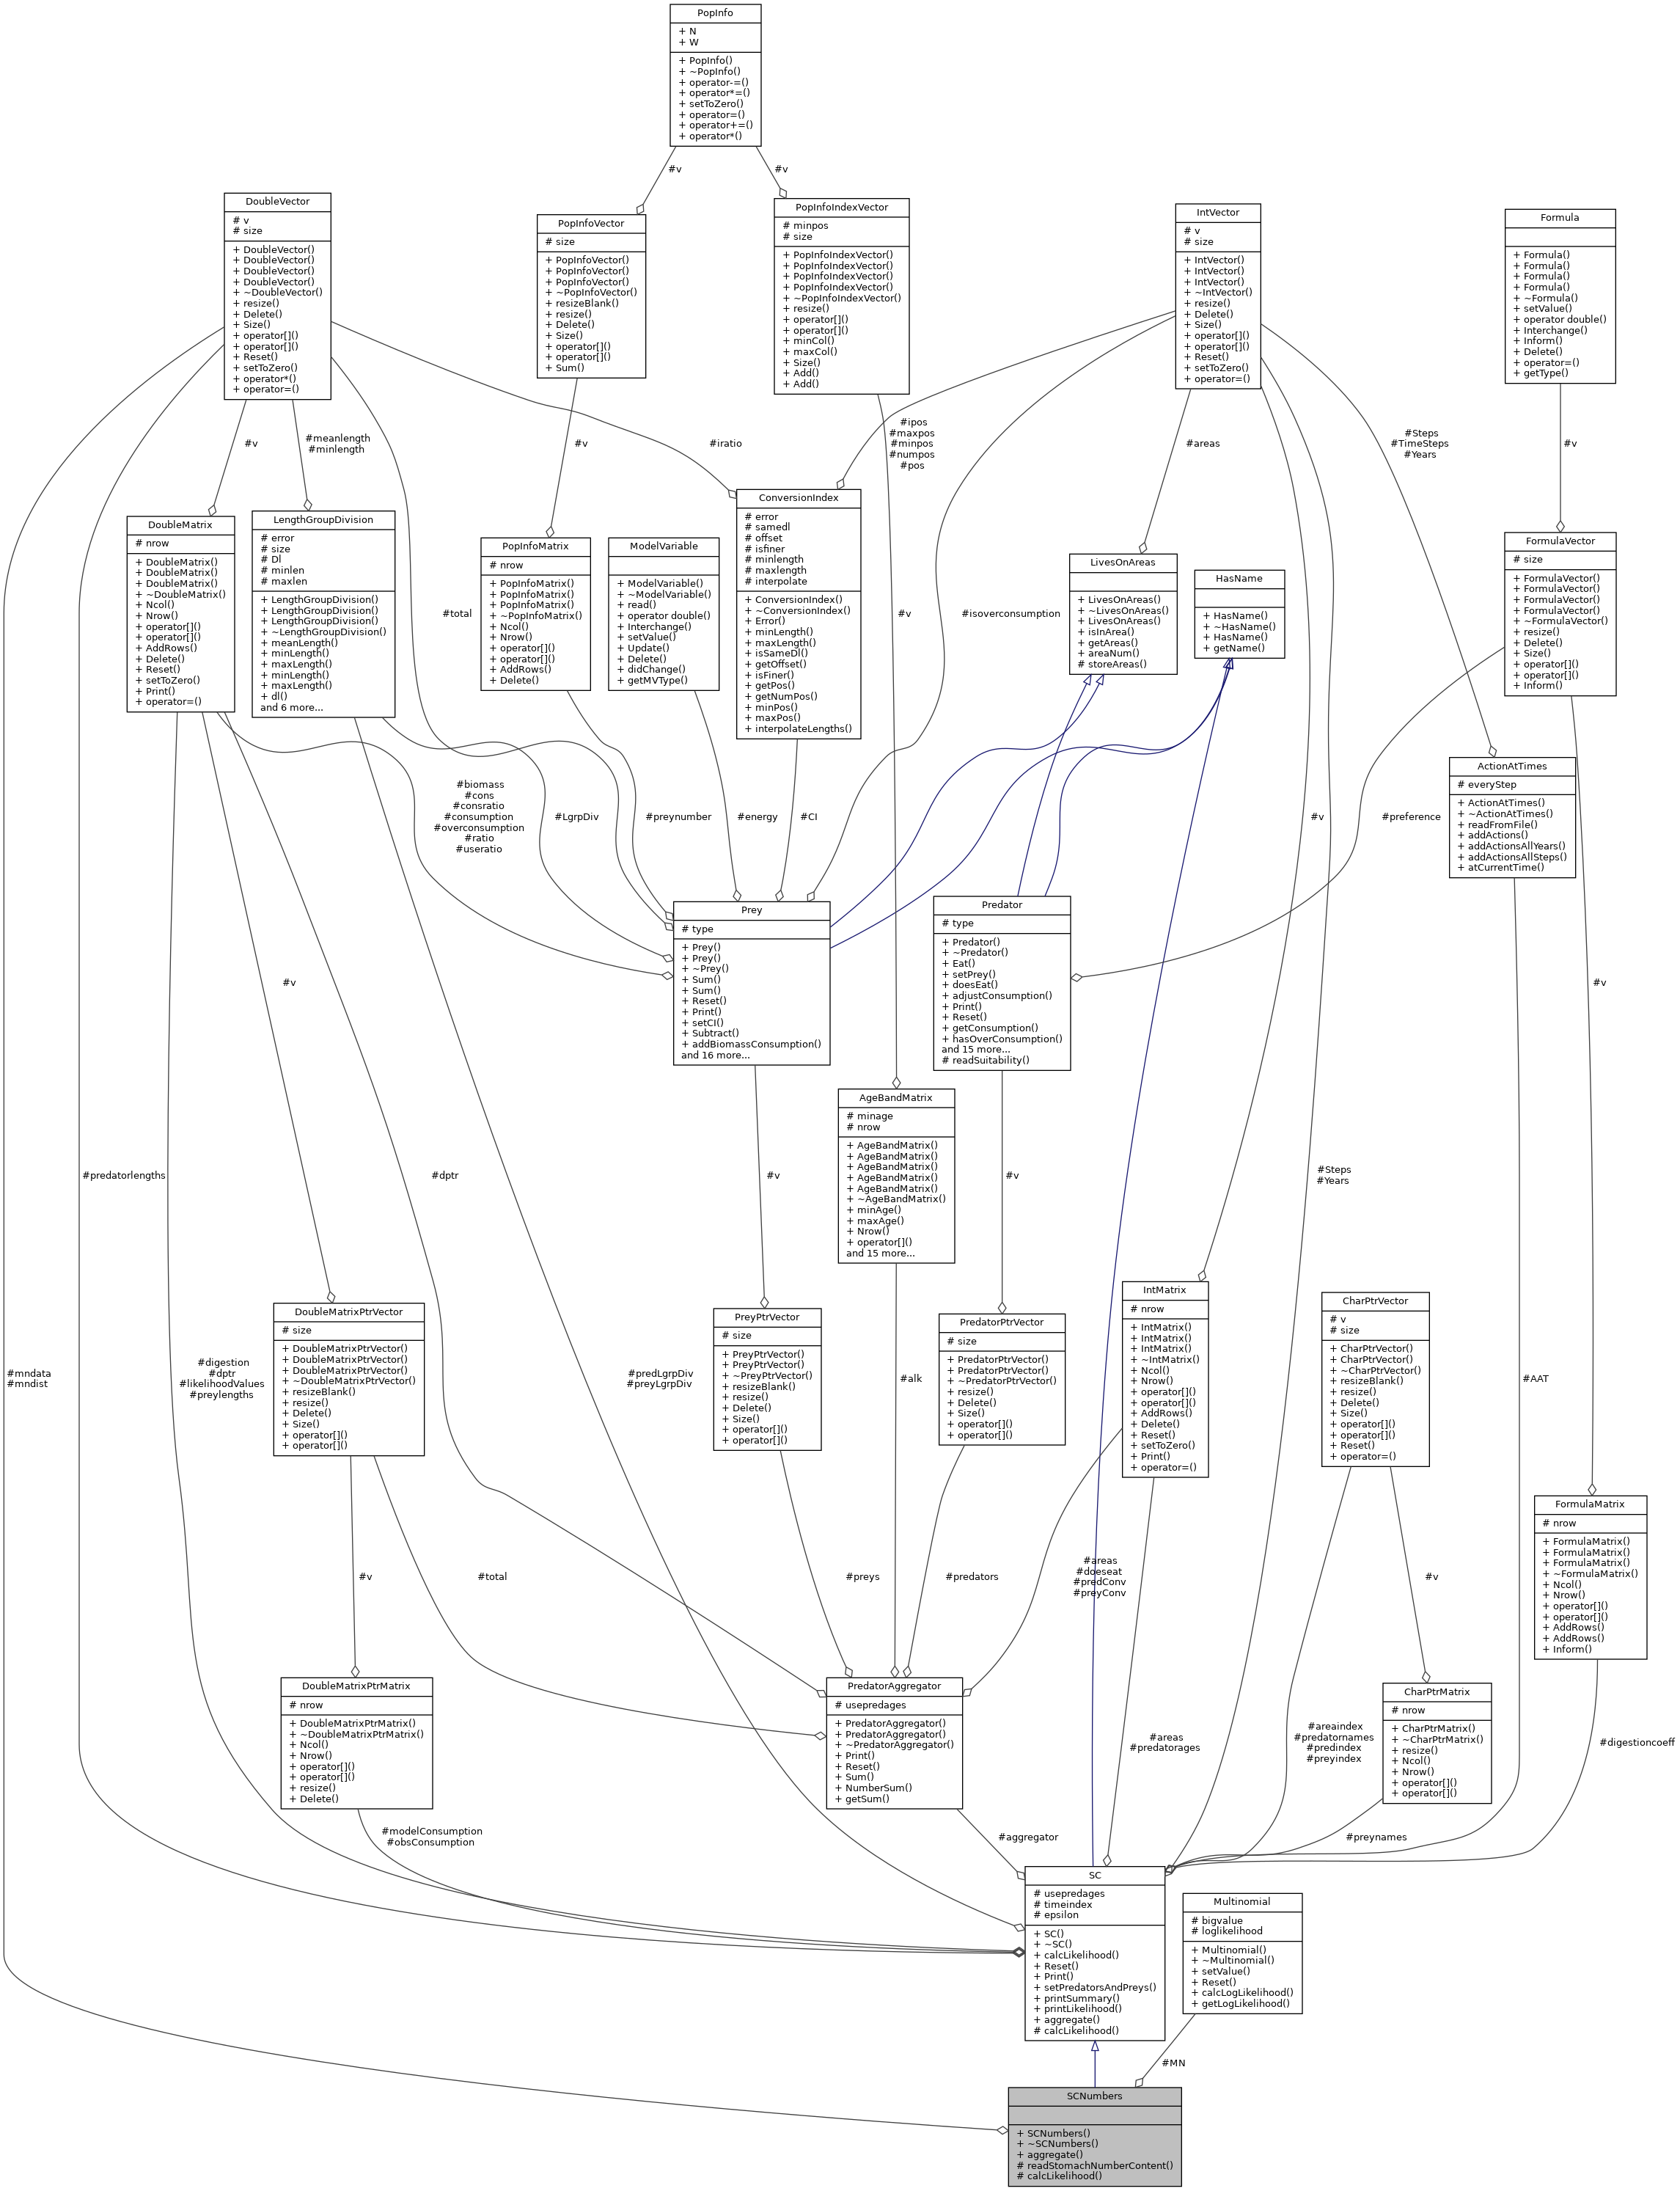 PopInfo
+ N
+ W
+ PopInfo()
+ ~PopInfo()
+ operator-=()
+ operator*=()
+ setToZero()
+ operator=()
+ operator+=()
+ operator*()
#v
#v
DoubleVector
# v
# size
+ DoubleVector()
+ DoubleVector()
+ DoubleVector()
+ DoubleVector()
+ ~DoubleVector()
+ resize()
+ Delete()
+ Size()
+ operator[]()
+ operator[]()
+ Reset()
+ setToZero()
+ operator*()
+ operator=()
PopInfoVector
# size
+ PopInfoVector()
+ PopInfoVector()
+ PopInfoVector()
+ ~PopInfoVector()
+ resizeBlank()
+ resize()
+ Delete()
+ Size()
+ operator[]()
+ operator[]()
+ Sum()
PopInfoIndexVector
# minpos
# size
+ PopInfoIndexVector()
+ PopInfoIndexVector()
+ PopInfoIndexVector()
+ PopInfoIndexVector()
+ ~PopInfoIndexVector()
+ resize()
+ operator[]()
+ operator[]()
+ minCol()
+ maxCol()
+ Size()
+ Add()
+ Add()
IntVector
# v
# size
+ IntVector()
+ IntVector()
+ IntVector()
+ ~IntVector()
+ resize()
+ Delete()
+ Size()
+ operator[]()
+ operator[]()
+ Reset()
+ setToZero()
+ operator=()
Formula
+ Formula()
+ Formula()
+ Formula()
+ Formula()
+ ~Formula()
+ setValue()
+ operator double()
+ Interchange()
+ Inform()
+ Delete()
+ operator=()
+ getType()
#v
#meanlength
#minlength
#v
#iratio
#ipos
#maxpos
#minpos
#numpos
#pos
#areas
#Steps
#TimeSteps
#Years
#v
DoubleMatrix
# nrow
+ DoubleMatrix()
+ DoubleMatrix()
+ DoubleMatrix()
+ ~DoubleMatrix()
+ Ncol()
+ Nrow()
+ operator[]()
+ operator[]()
+ AddRows()
+ Delete()
+ Reset()
+ setToZero()
+ Print()
+ operator=()
LengthGroupDivision
# error
# size
# Dl
# minlen
# maxlen
+ LengthGroupDivision()
+ LengthGroupDivision()
+ LengthGroupDivision()
+ ~LengthGroupDivision()
+ meanLength()
+ minLength()
+ maxLength()
+ minLength()
+ maxLength()
+ dl()
and 6 more...
#total
PopInfoMatrix
# nrow
+ PopInfoMatrix()
+ PopInfoMatrix()
+ PopInfoMatrix()
+ ~PopInfoMatrix()
+ Ncol()
+ Nrow()
+ operator[]()
+ operator[]()
+ AddRows()
+ Delete()
ModelVariable
+ ModelVariable()
+ ~ModelVariable()
+ read()
+ operator double()
+ Interchange()
+ setValue()
+ Update()
+ Delete()
+ didChange()
+ getMVType()
ConversionIndex
# error
# samedl
# offset
# isfiner
# minlength
# maxlength
# interpolate
+ ConversionIndex()
+ ~ConversionIndex()
+ Error()
+ minLength()
+ maxLength()
+ isSameDl()
+ getOffset()
+ isFiner()
+ getPos()
+ getNumPos()
+ minPos()
+ maxPos()
+ interpolateLengths()
#v
#isoverconsumption
LivesOnAreas
+ LivesOnAreas()
+ ~LivesOnAreas()
+ LivesOnAreas()
+ isInArea()
+ getAreas()
+ areaNum()
# storeAreas()
HasName
+ HasName()
+ ~HasName()
+ HasName()
+ getName()
FormulaVector
# size
+ FormulaVector()
+ FormulaVector()
+ FormulaVector()
+ FormulaVector()
+ ~FormulaVector()
+ resize()
+ Delete()
+ Size()
+ operator[]()
+ operator[]()
+ Inform()
#biomass
#cons
#consratio
#consumption
#overconsumption
#ratio
#useratio
#LgrpDiv
#preynumber
#energy
#CI
#v
#preference
ActionAtTimes
# everyStep
+ ActionAtTimes()
+ ~ActionAtTimes()
+ readFromFile()
+ addActions()
+ addActionsAllYears()
+ addActionsAllSteps()
+ atCurrentTime()
#v
Prey
# type
+ Prey()
+ Prey()
+ ~Prey()
+ Sum()
+ Sum()
+ Reset()
+ Print()
+ setCI()
+ Subtract()
+ addBiomassConsumption()
and 16 more...
Predator
# type
+ Predator()
+ ~Predator()
+ Eat()
+ setPrey()
+ doesEat()
+ adjustConsumption()
+ Print()
+ Reset()
+ getConsumption()
+ hasOverConsumption()
and 15 more...
# readSuitability()
#v
#predatorlengths
#dptr
#v
AgeBandMatrix
# minage
# nrow
+ AgeBandMatrix()
+ AgeBandMatrix()
+ AgeBandMatrix()
+ AgeBandMatrix()
+ AgeBandMatrix()
+ ~AgeBandMatrix()
+ minAge()
+ maxAge()
+ Nrow()
+ operator[]()
and 15 more...
#v
#Steps
#Years
#mndata
#mndist
#digestion
#dptr
#likelihoodValues
#preylengths
DoubleMatrixPtrVector
# size
+ DoubleMatrixPtrVector()
+ DoubleMatrixPtrVector()
+ DoubleMatrixPtrVector()
+ ~DoubleMatrixPtrVector()
+ resizeBlank()
+ resize()
+ Delete()
+ Size()
+ operator[]()
+ operator[]()
#predLgrpDiv
#preyLgrpDiv
PreyPtrVector
# size
+ PreyPtrVector()
+ PreyPtrVector()
+ ~PreyPtrVector()
+ resizeBlank()
+ resize()
+ Delete()
+ Size()
+ operator[]()
+ operator[]()
#alk
PredatorPtrVector
# size
+ PredatorPtrVector()
+ PredatorPtrVector()
+ ~PredatorPtrVector()
+ resize()
+ Delete()
+ Size()
+ operator[]()
+ operator[]()
IntMatrix
# nrow
+ IntMatrix()
+ IntMatrix()
+ IntMatrix()
+ ~IntMatrix()
+ Ncol()
+ Nrow()
+ operator[]()
+ operator[]()
+ AddRows()
+ Delete()
+ Reset()
+ setToZero()
+ Print()
+ operator=()
CharPtrVector
# v
# size
+ CharPtrVector()
+ CharPtrVector()
+ ~CharPtrVector()
+ resizeBlank()
+ resize()
+ Delete()
+ Size()
+ operator[]()
+ operator[]()
+ Reset()
+ operator=()
#AAT
FormulaMatrix
# nrow
+ FormulaMatrix()
+ FormulaMatrix()
+ FormulaMatrix()
+ ~FormulaMatrix()
+ Ncol()
+ Nrow()
+ operator[]()
+ operator[]()
+ AddRows()
+ AddRows()
+ Inform()
#v
#total
#preys
#predators
#areas
#doeseat
#predConv
#preyConv
#v
DoubleMatrixPtrMatrix
# nrow
+ DoubleMatrixPtrMatrix()
+ ~DoubleMatrixPtrMatrix()
+ Ncol()
+ Nrow()
+ operator[]()
+ operator[]()
+ resize()
+ Delete()
PredatorAggregator
# usepredages
+ PredatorAggregator()
+ PredatorAggregator()
+ ~PredatorAggregator()
+ Print()
+ Reset()
+ Sum()
+ NumberSum()
+ getSum()
#areas
#predatorages
#areaindex
#predatornames
#predindex
#preyindex
CharPtrMatrix
# nrow
+ CharPtrMatrix()
+ ~CharPtrMatrix()
+ resize()
+ Ncol()
+ Nrow()
+ operator[]()
+ operator[]()
#digestioncoeff
#modelConsumption
#obsConsumption
#aggregator
#preynames
SC
# usepredages
# timeindex
# epsilon
+ SC()
+ ~SC()
+ calcLikelihood()
+ Reset()
+ Print()
+ setPredatorsAndPreys()
+ printSummary()
+ printLikelihood()
+ aggregate()
# calcLikelihood()
Multinomial
# bigvalue
# loglikelihood
+ Multinomial()
+ ~Multinomial()
+ setValue()
+ Reset()
+ calcLogLikelihood()
+ getLogLikelihood()
#MN
SCNumbers
+ SCNumbers()
+ ~SCNumbers()
+ aggregate()
# readStomachNumberContent()
# calcLikelihood()